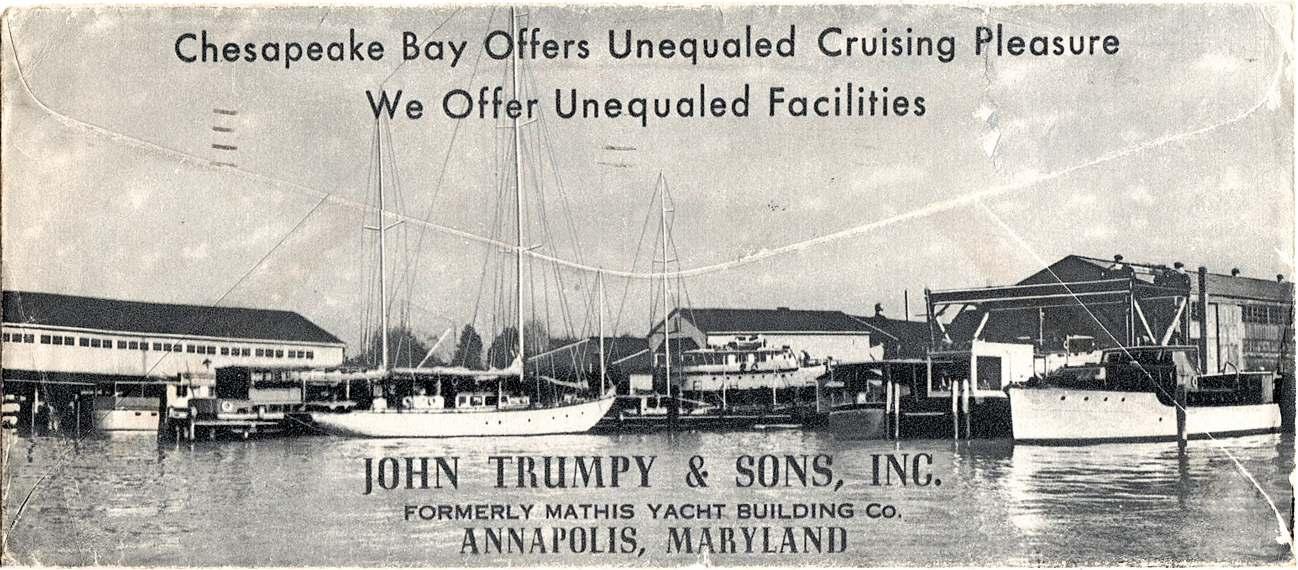 Chesapeake Bay Offers Unequaled Cruising Pleasure
We Offer Unequaled Facilities
JOHN TRUMPY & SONS, INC.
FORMERLY MATHIS YACHT BUILDING Co.
ANNAPOLIS, MARYLAND